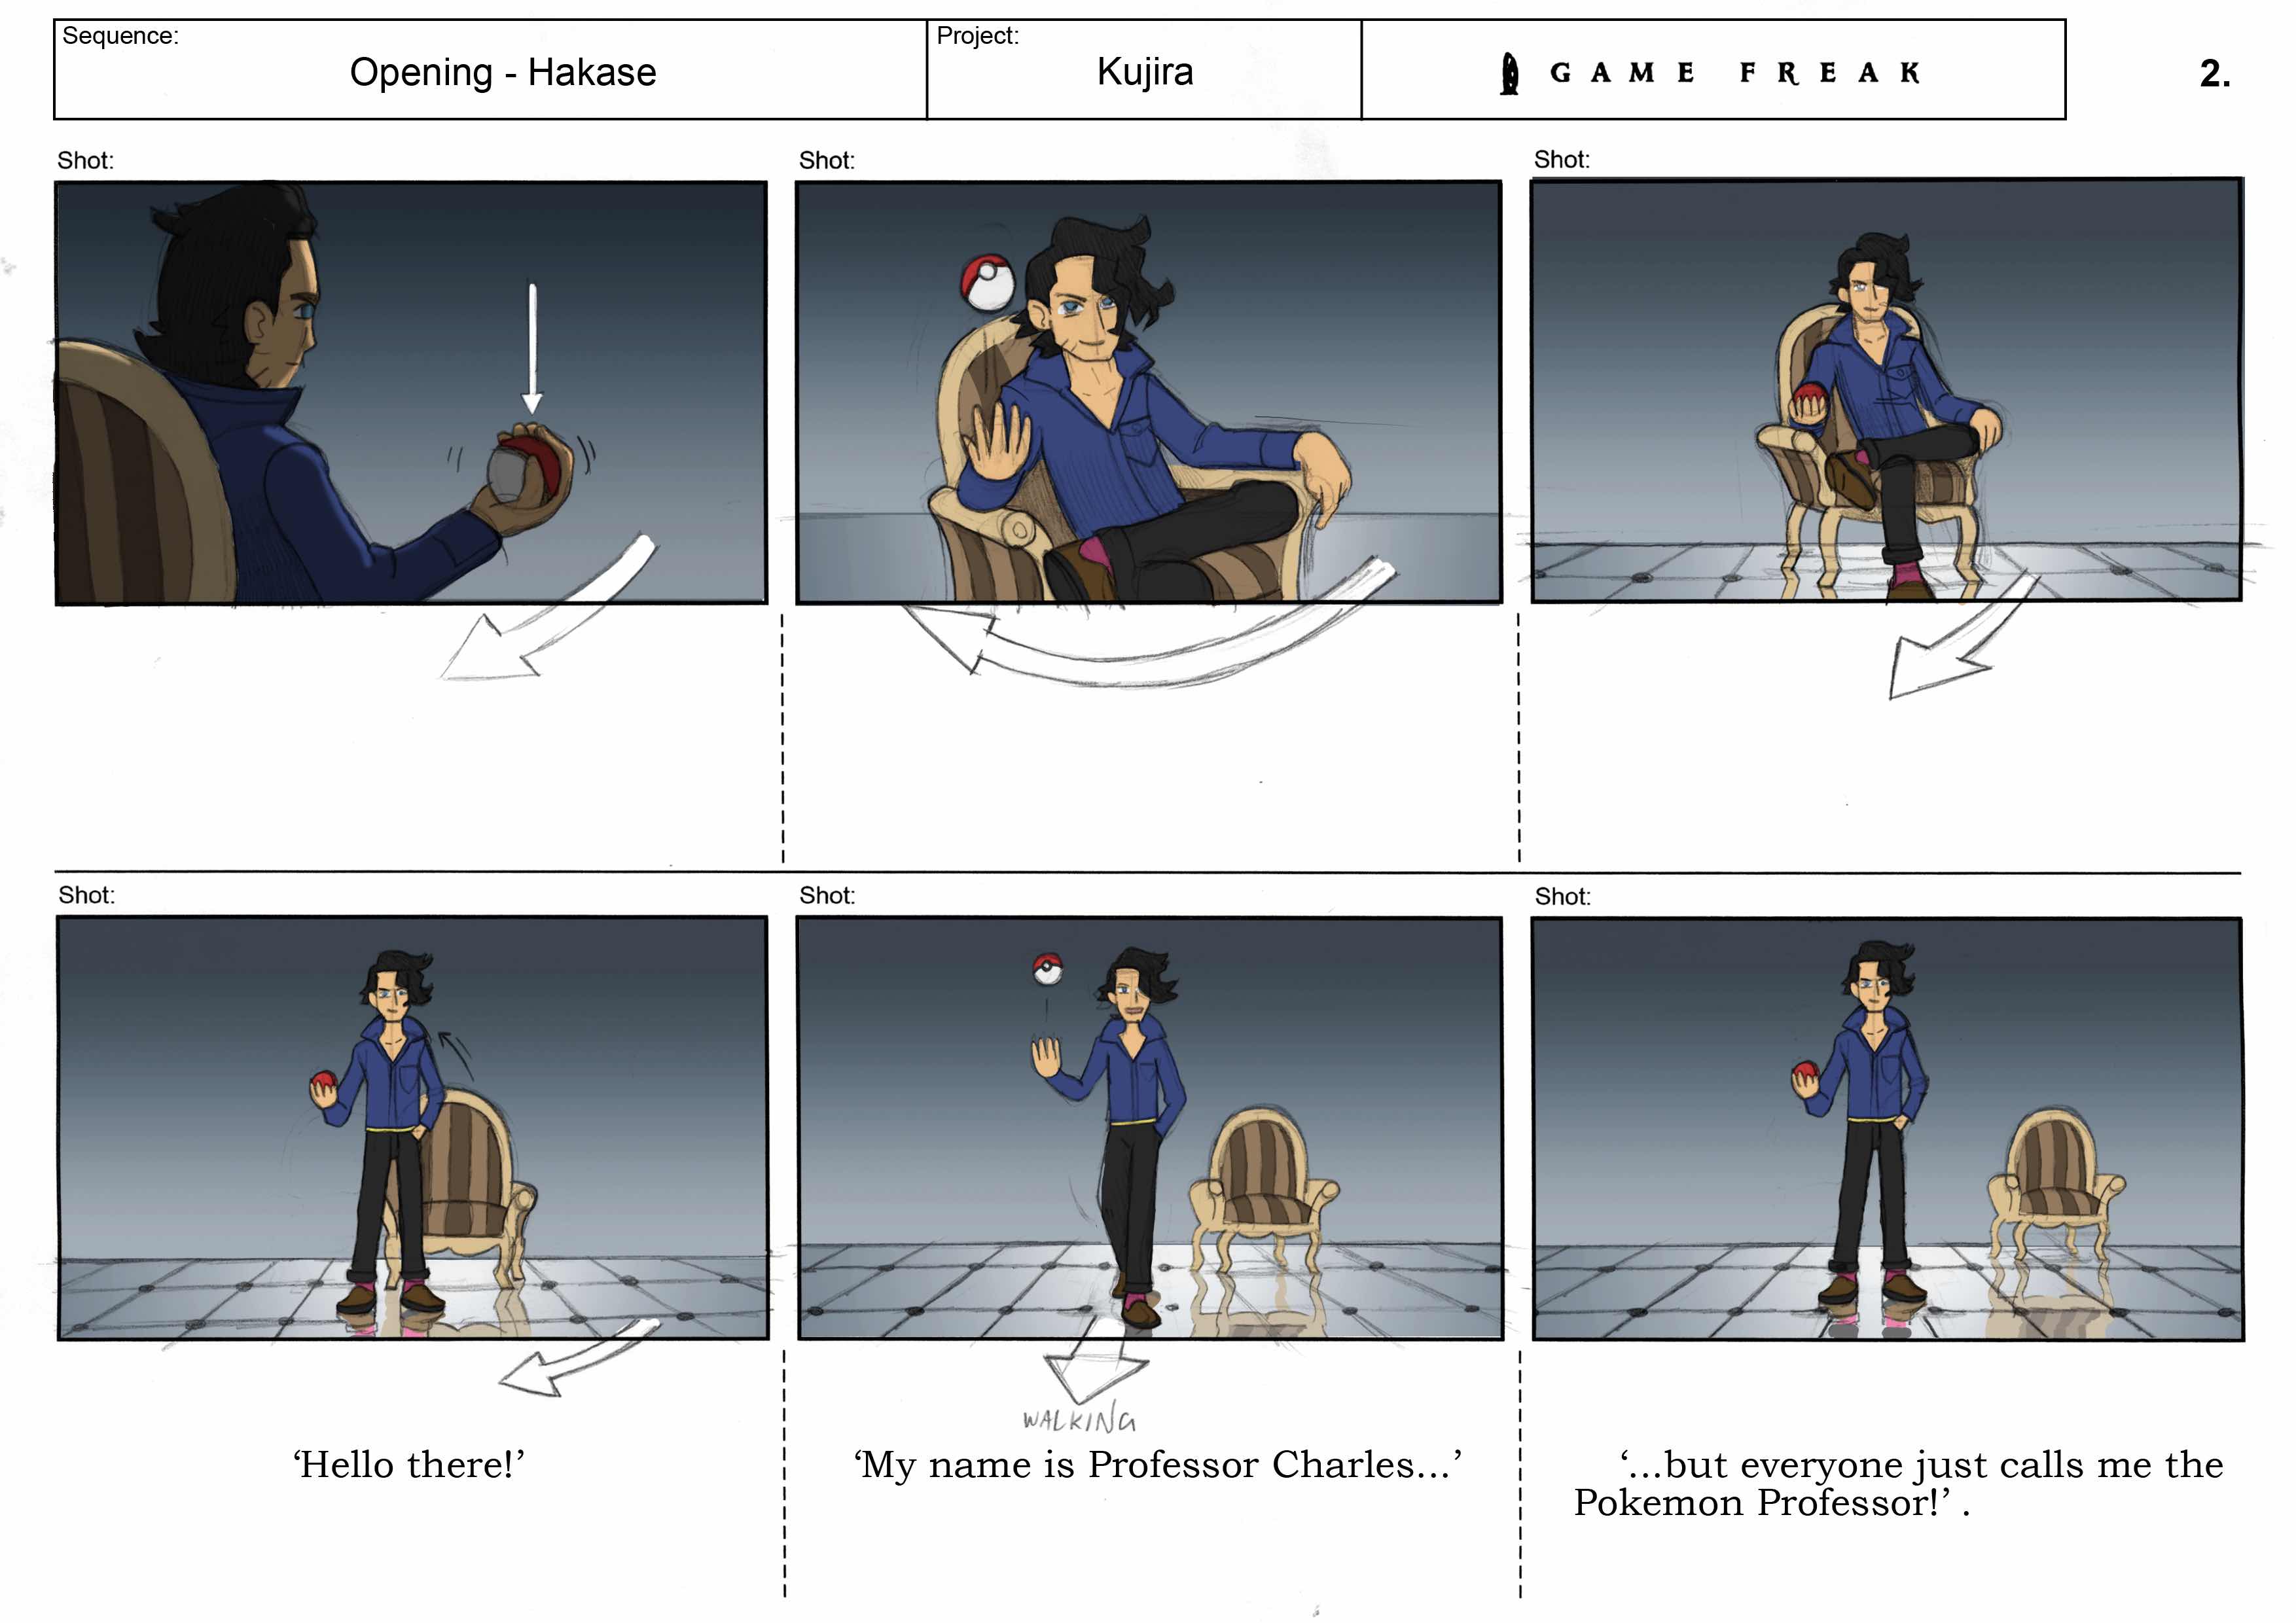 Sequence:
Opening - Hakase
Project:
Kujira
GAME FREAK
2.
Shot:
Shot:
Shot:
Shot:
Shot:
Shot:
WALKING
‘Hello there!’
‘My name is Professor Charles...’
‘...but everyone just calls me the
Pokemon Professor!’ .